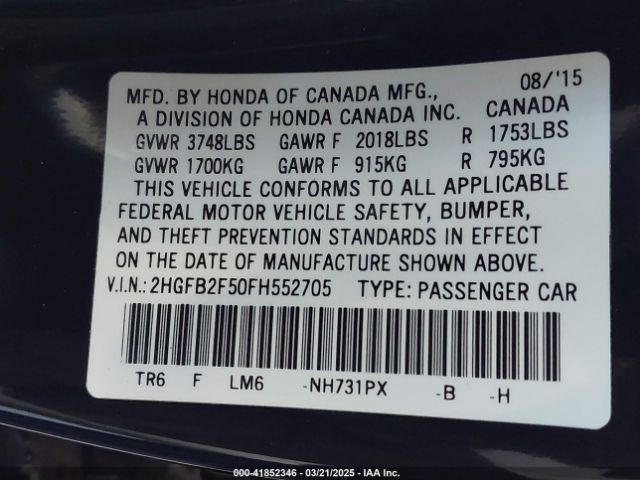 MFD. BY HONDA OF CANADA MFG., 08/'15
A DIVISION OF HONDA CANADA INC. CANADA
GVWR 3748LBS GAWR F 2018LBS R 1753LBS
GVWR 1700KG GAWR F 915KG R 795KG
THIS VEHICLE CONFORMS TO ALL APPLICABLE
FEDERAL MOTOR VEHICLE SAFETY, BUMPER,
AND THEFT PREVENTION STANDARDS IN EFFECT
ON THE DATE OF MANUFACTURE SHOWN ABOVE.
V.I.N.:2HGFB2F50FH552705 TYPE:PASSENGER CAR
TR6 F LM6 -NH731PX -B -H
000-41852346 — 03/21/2025 — IAA Inc.